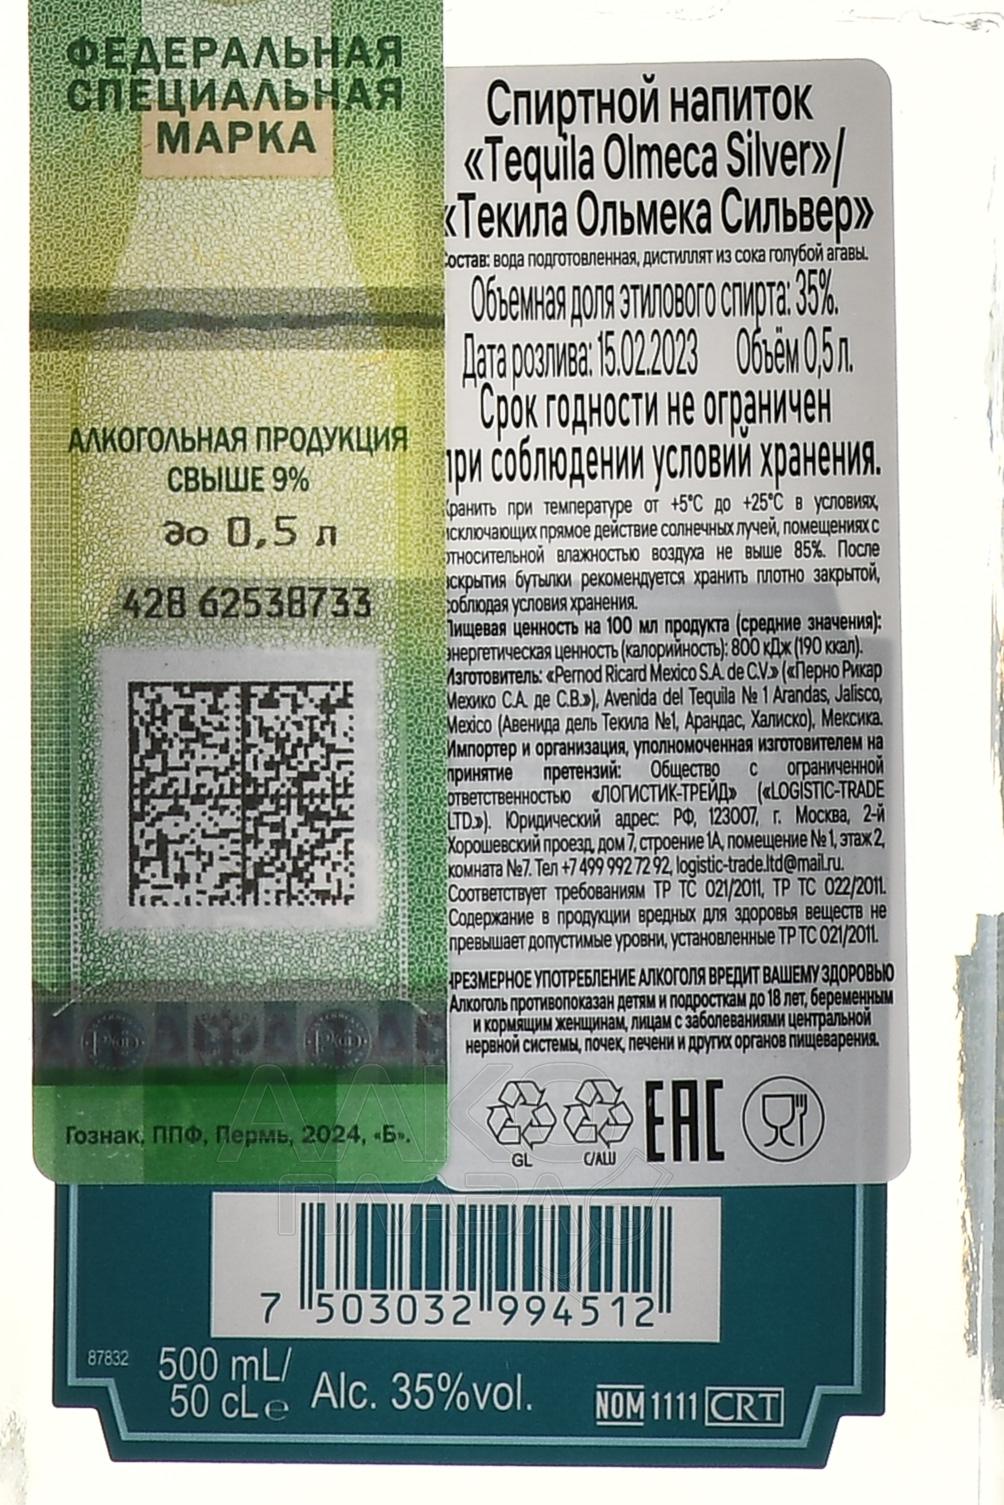 ФЕДЕРАЛЬНАЯ
СПЕЦИАЛЬНАЯ
МАРКА
АЛКОГОЛЬНАЯ ПРОДУКЦИЯ
СВЫШЕ 9%
до 0,5 л
428 62538733
Гознак, ППФ, Пермь, 2024, «Б».
Спиртной напиток
«Tequila Olmeca Silver»/
«Текила Ольмека Сильвер»
Состав: вода подготовленная, дистиллят из сока голубой агавы.
Объемная доля этилового спирта: 35%.
Дата розлива: 15.02.2023 Объём 0,5 л.
Срок годности не ограничен
при соблюдении условий хранения.
Хранить при температуре от +5°С до +25°С в условиях,
исключающих прямое действие солнечных лучей, помещениях с
относительной влажностью воздуха не выше 85%. После
вскрытия бутылки рекомендуется хранить плотно закрытой,
соблюдая условия хранения.
Пищевая ценность на 100 мл продукта (средние значения):
энергетическая ценность (калорийность): 800 кДж (190 ккал).
Изготовитель: «Pernod Ricard Mexico S.A. de C.V.» («Перно Рикар
Мехико С.А. де С.В.»), Avenida del Tequila № 1 Arandas, Jalisco,
Mexico (Авенида дель Текила №1, Арандас, Халиско), Мексика.
Импортер и организация, уполномоченная изготовителем на
принятие претензий: Общество с ограниченной
ответственностью «ЛОГИСТИК-ТРЕЙД» («LOGISTIC-TRADE
LTD.»). Юридический адрес: РФ, 123007, г. Москва, 2-й
Хорошевский проезд, дом 7, строение 1А, помещение №1, этаж 2,
комната №7. Тел +7 499 992 72 92, logistic-trade.ltd@mail.ru.
Соответствует требованиям ТР ТС 021/2011, ТР ТС 022/2011.
Содержание в продукции вредных для здоровья веществ не
превышает допустимые уровни, установленные ТР ТС 021/2011.
ЧРЕЗМЕРНОЕ УПОТРЕБЛЕНИЕ АЛКОГОЛЯ ВРЕДИТ ВАШЕМУ ЗДОРОВЬЮ
Алкоголь противопоказан детям и подросткам до 18 лет, беременным
и кормящим женщинам, лицам с заболеваниями центральной
нервной системы, почек, печени и других органов пищеварения.
GL C/ALU EAC
АЛКО
ПЛАЗА
7 503032 994512
87832
500 mL/
50 cL e
Alc. 35%vol.
NOM 1111 CRT